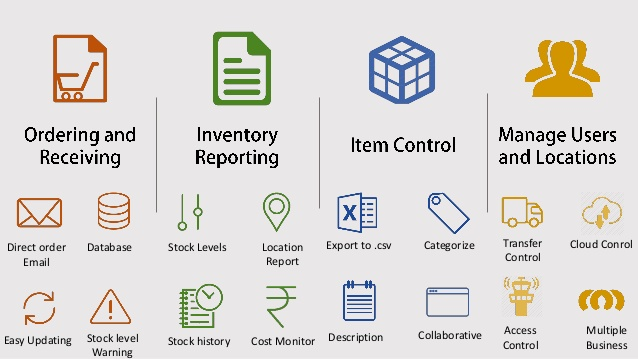 Ordering and
Receiving
Inventory
Reporting
Item Control
Manage Users
and Locations
Direct order
Email
Database
Stock Levels
Location
Report
X
Export to .csv
Categorize
Transfer
Control
Cloud Conrol
Easy Updating
Stock level
Warning
Stock history
₹
Cost Monitor
Description
Collaborative
Access
Control
Multiple
Business